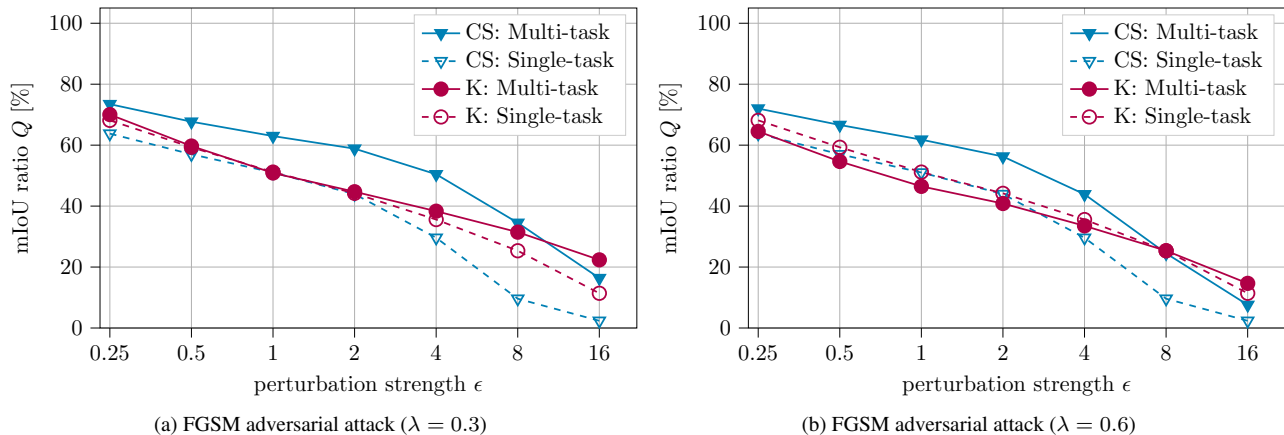 100
80
60
40
20
0
mIoU ratio Q [%]
CS: Multi-task
CS: Single-task
K: Multi-task
K: Single-task
0.25 0.5 1 2 4 8 16
perturbation strength ϵ
(a) FGSM adversarial attack (λ = 0.3)
100
80
60
40
20
0
mIoU ratio Q [%]
CS: Multi-task
CS: Single-task
K: Multi-task
K: Single-task
0.25 0.5 1 2 4 8 16
perturbation strength ϵ
(b) FGSM adversarial attack (λ = 0.6)